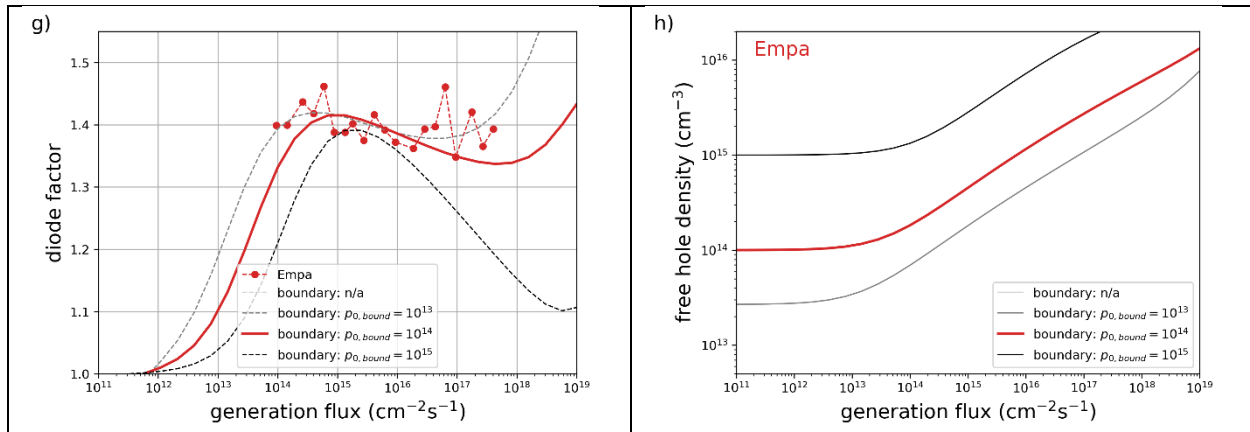 g)
1.5
1.4
1.3
1.2
1.1
1.0
diode factor
Empa
boundary: n/a
boundary: p0,bound = 10^13
boundary: p0,bound = 10^14
boundary: p0,bound = 10^15
10^11 10^12 10^13 10^14 10^15 10^16 10^17 10^18 10^19
generation flux (cm⁻²s⁻¹)
h)
Empa
10^16
10^15
10^14
10^13
free hole density (cm⁻³)
boundary: n/a
boundary: p0,bound = 10^13
boundary: p0,bound = 10^14
boundary: p0,bound = 10^15
10^11 10^12 10^13 10^14 10^15 10^16 10^17 10^18 10^19
generation flux (cm⁻²s⁻¹)